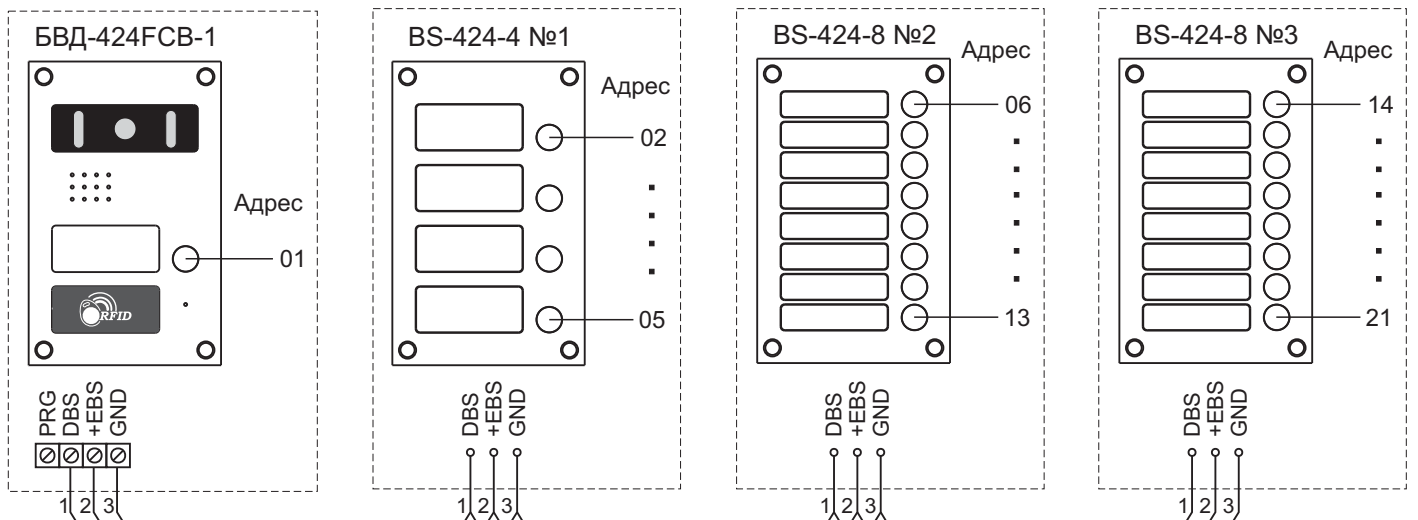 БВД-424FCB-1
Адрес
01
RFID
PRG
DBS
+EBS
GND
1 2 3
BS-424-4 №1
Адрес
02
05
DBS
+EBS
GND
1 2 3
BS-424-8 №2
Адрес
06
13
DBS
+EBS
GND
1 2 3
BS-424-8 №3
Адрес
14
21
DBS
+EBS
GND
1 2 3